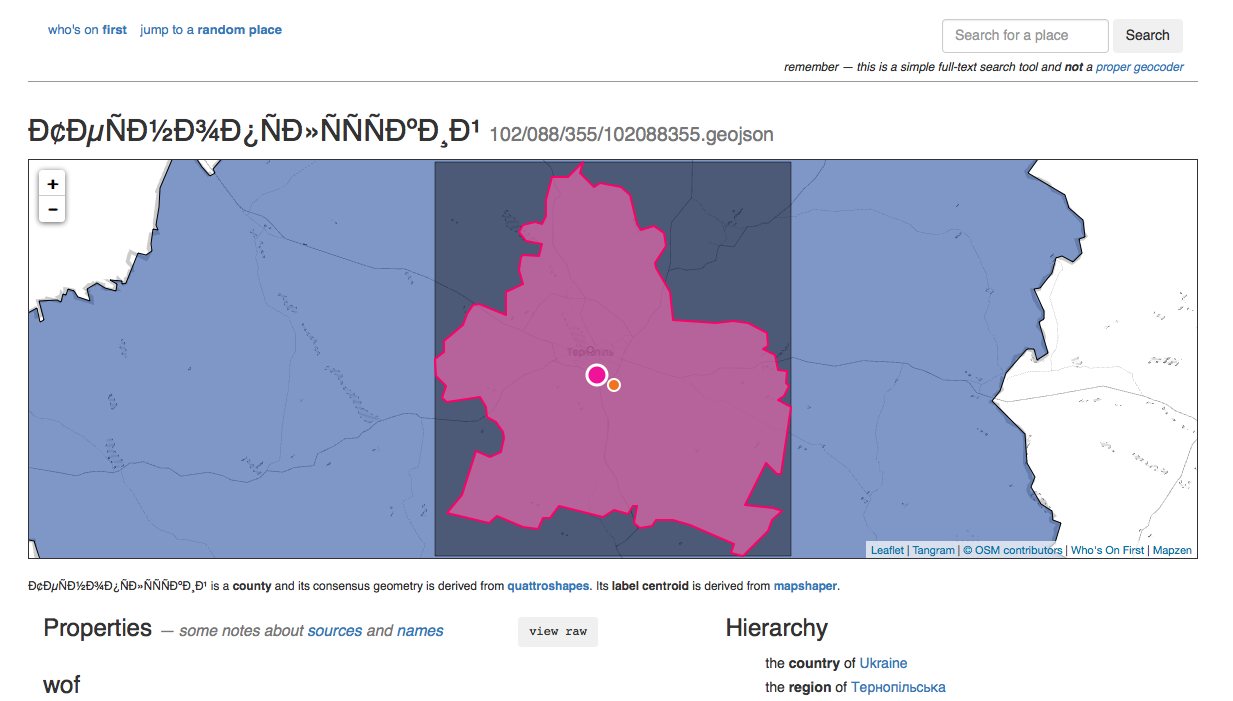 who's on first jump to a random place
Search for a place Search
remember — this is a simple full-text search tool and not a proper geocoder
Ð¢ÐµÑÐ½Ð¾Ð¿ÑÐ»ÑÑÑÐºÐ¸Ð¹ 102/088/355/102088355.geojson
+
−
Leaflet | Tangram | © OSM contributors | Who's On First | Mapzen
Ð¢ÐµÑÐ½Ð¾Ð¿ÑÐ»ÑÑÑÐºÐ¸Ð¹ is a county and its consensus geometry is derived from quattroshapes. Its label centroid is derived from mapshaper.
Properties — some notes about sources and names
view raw
wof
Hierarchy
the country of Ukraine
the region of Тернопільська